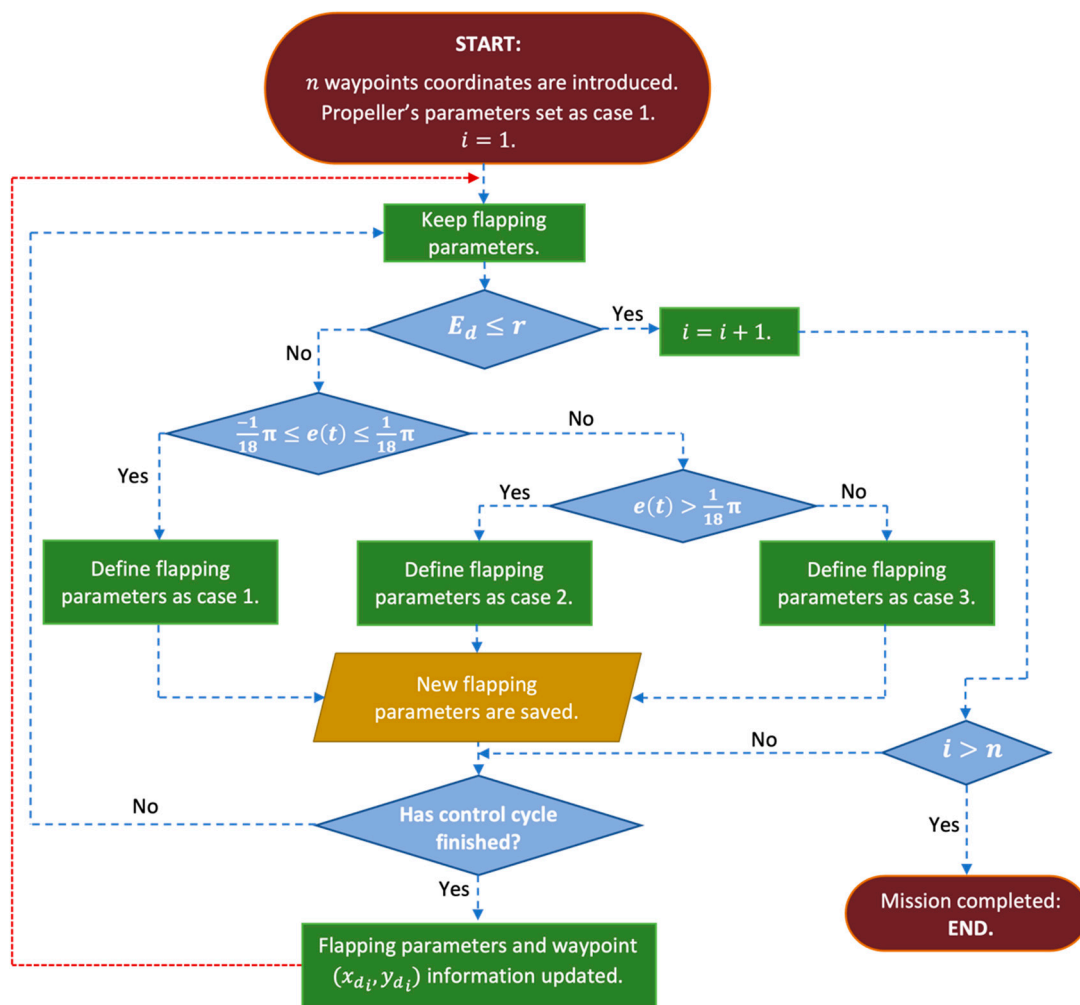 START:
n waypoints coordinates are introduced.
Propeller's parameters set as case 1.
i = 1.
Keep flapping
parameters.
E_d ≤ r
Yes
i = i + 1.
No
-1/18 π ≤ e(t) ≤ 1/18 π
No
Yes
e(t) > 1/18 π
Yes
No
Define flapping
parameters as case 1.
Define flapping
parameters as case 2.
Define flapping
parameters as case 3.
New flapping
parameters are saved.
No
i > n
No
Has control cycle
finished?
Yes
Yes
Mission completed:
END.
Flapping parameters and waypoint
(x_{d_i}, y_{d_i}) information updated.